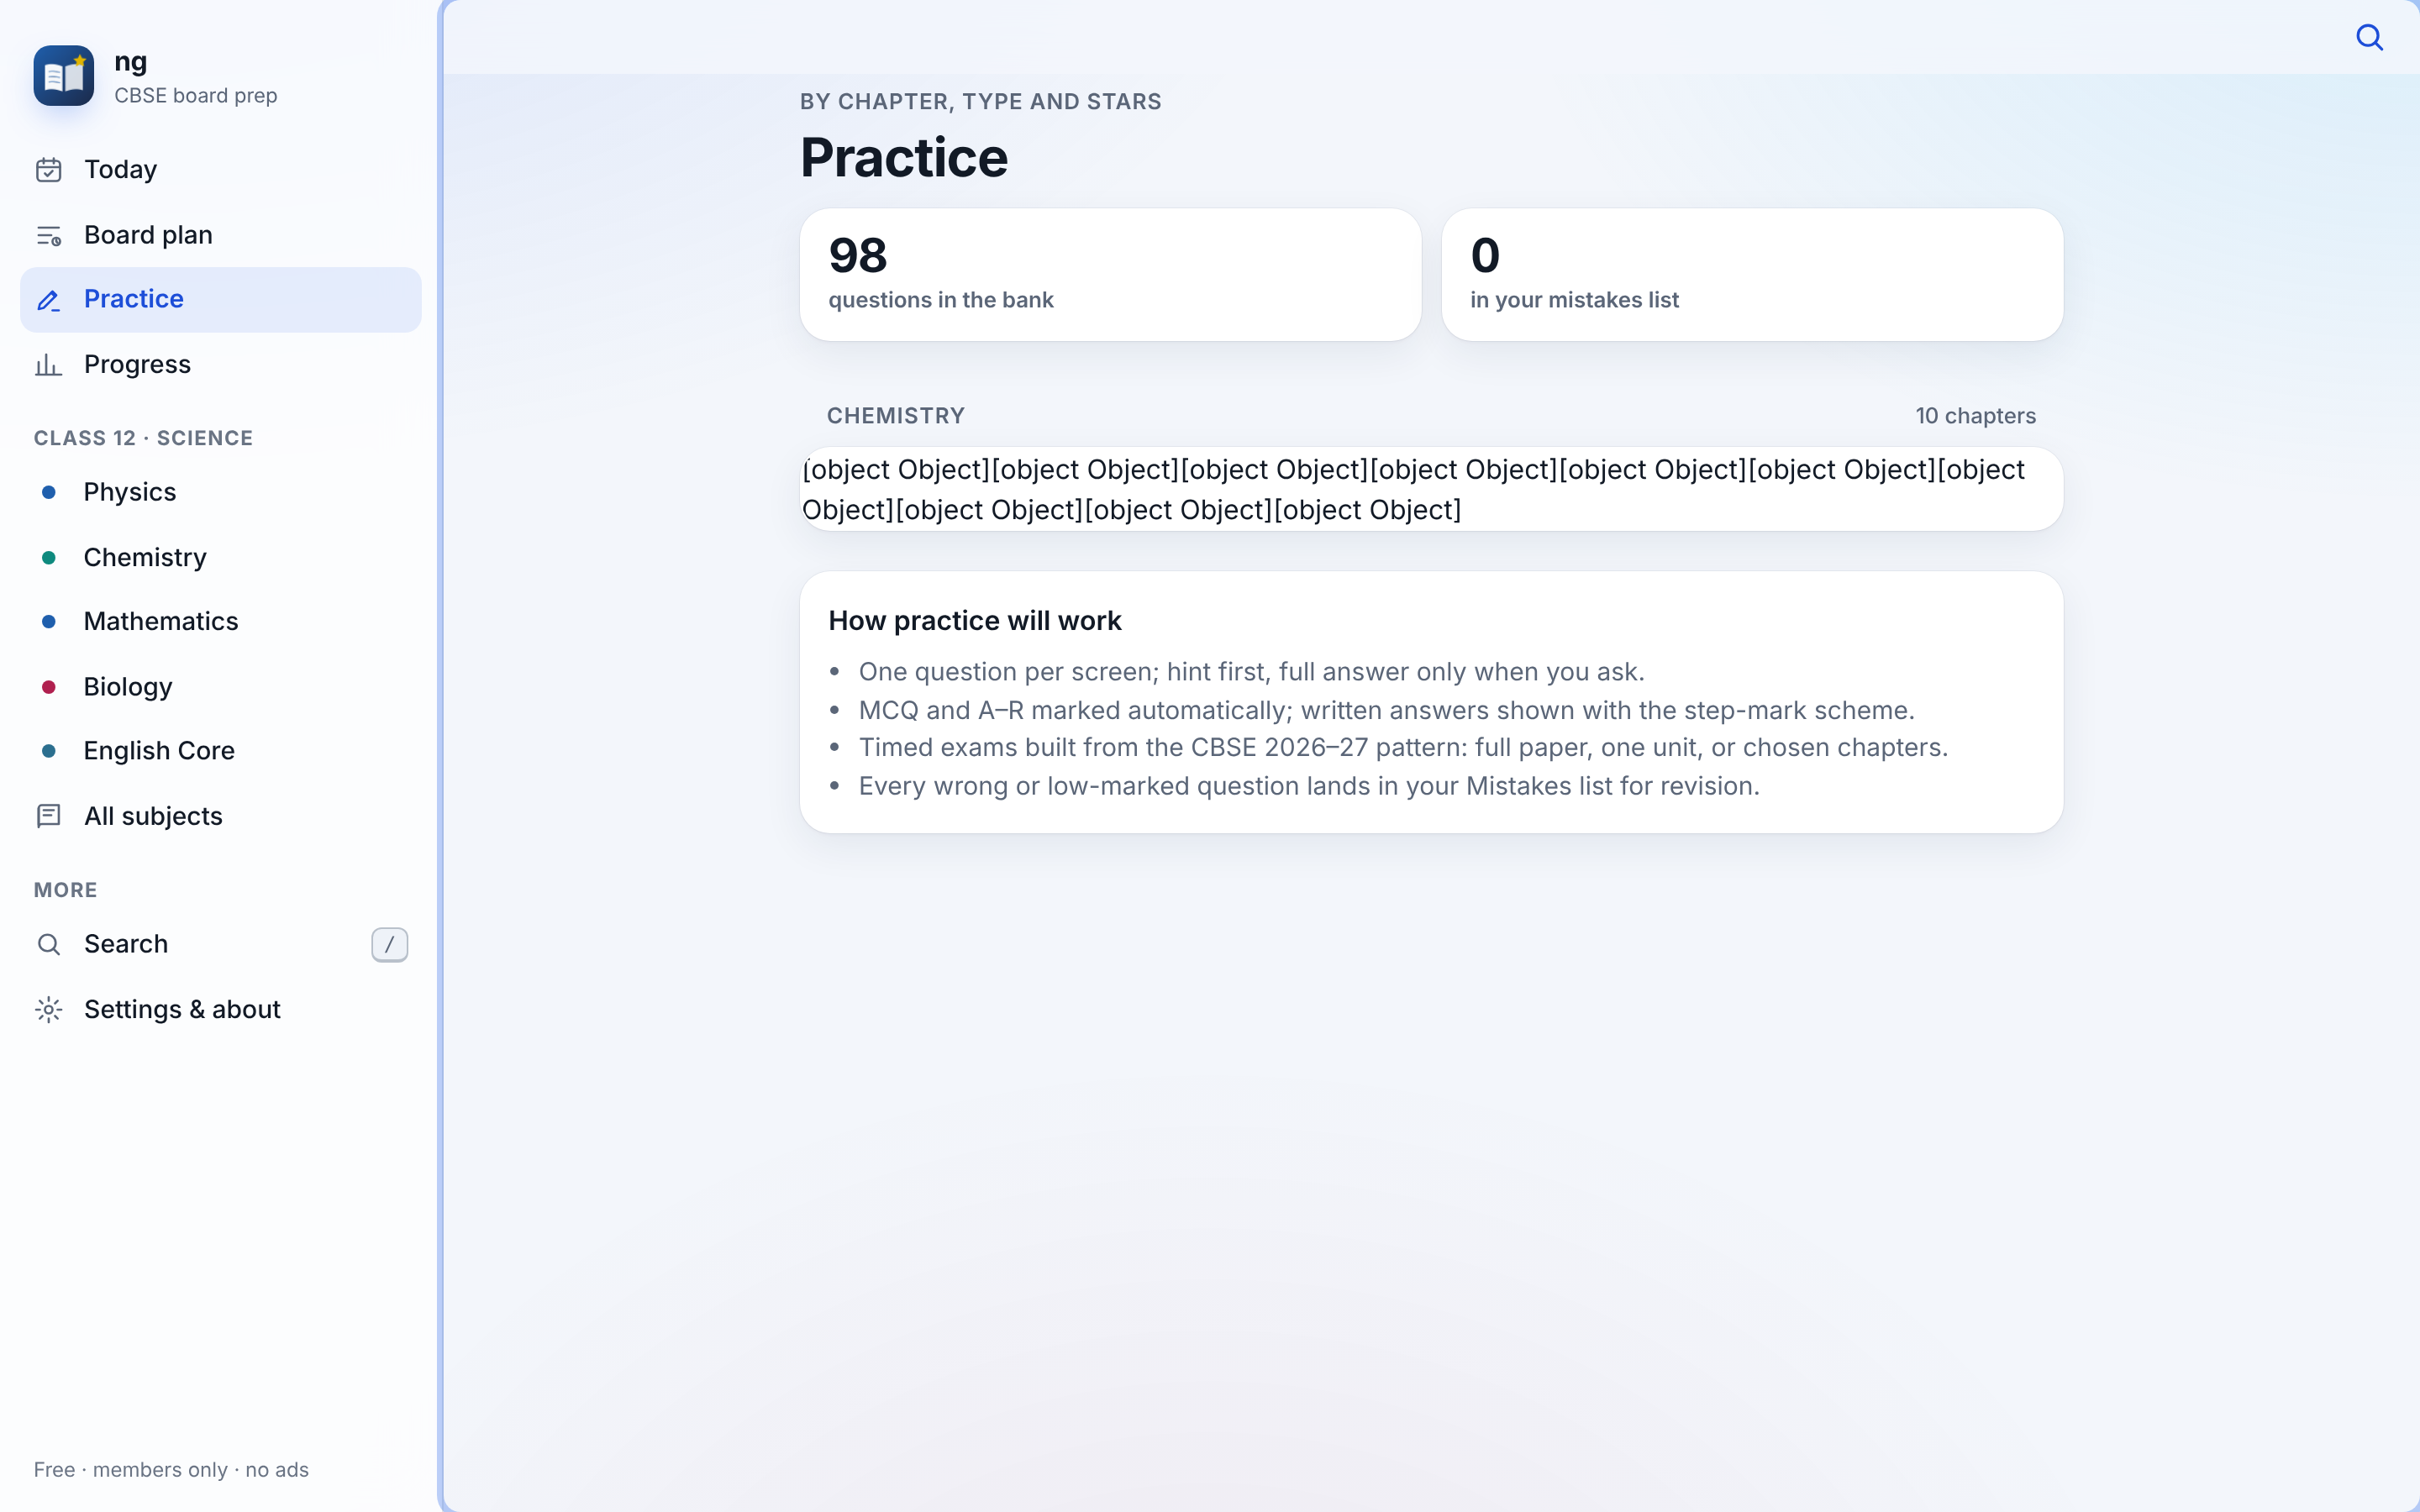 ng
CBSE board prep
Today
Board plan
Practice
Progress
CLASS 12 · SCIENCE
Physics
Chemistry
Mathematics
Biology
English Core
All subjects
MORE
Search /
Settings & about
Free · members only · no ads
BY CHAPTER, TYPE AND STARS
Practice
98
questions in the bank
0
in your mistakes list
CHEMISTRY 10 chapters
[object Object][object Object][object Object][object Object][object Object][object Object][object
Object][object Object][object Object][object Object]
How practice will work
• One question per screen; hint first, full answer only when you ask.
• MCQ and A–R marked automatically; written answers shown with the step-mark scheme.
• Timed exams built from the CBSE 2026–27 pattern: full paper, one unit, or chosen chapters.
• Every wrong or low-marked question lands in your Mistakes list for revision.